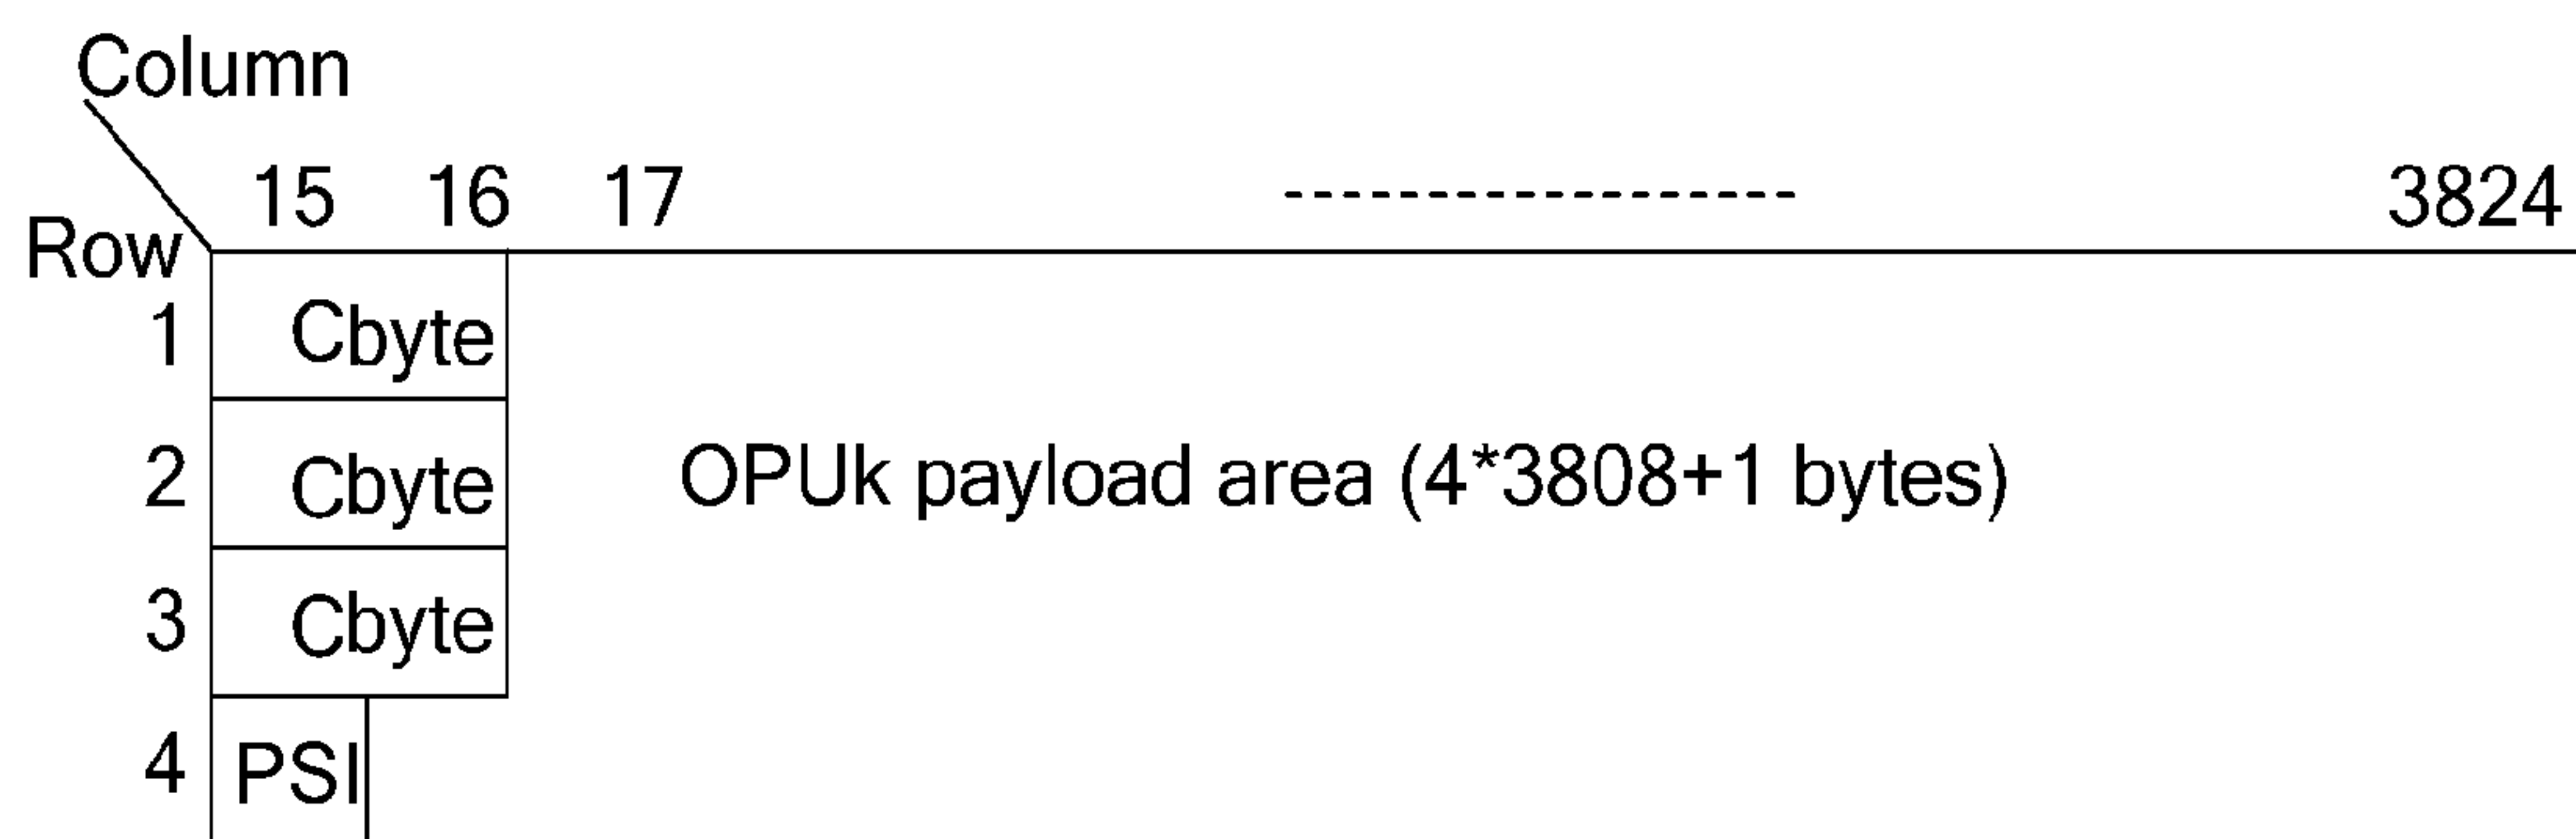 Column
15 16 17 ------------------ 3824
Row
1 Cbyte
2 Cbyte OPUk payload area (4*3808+1 bytes)
3 Cbyte
4 PSI